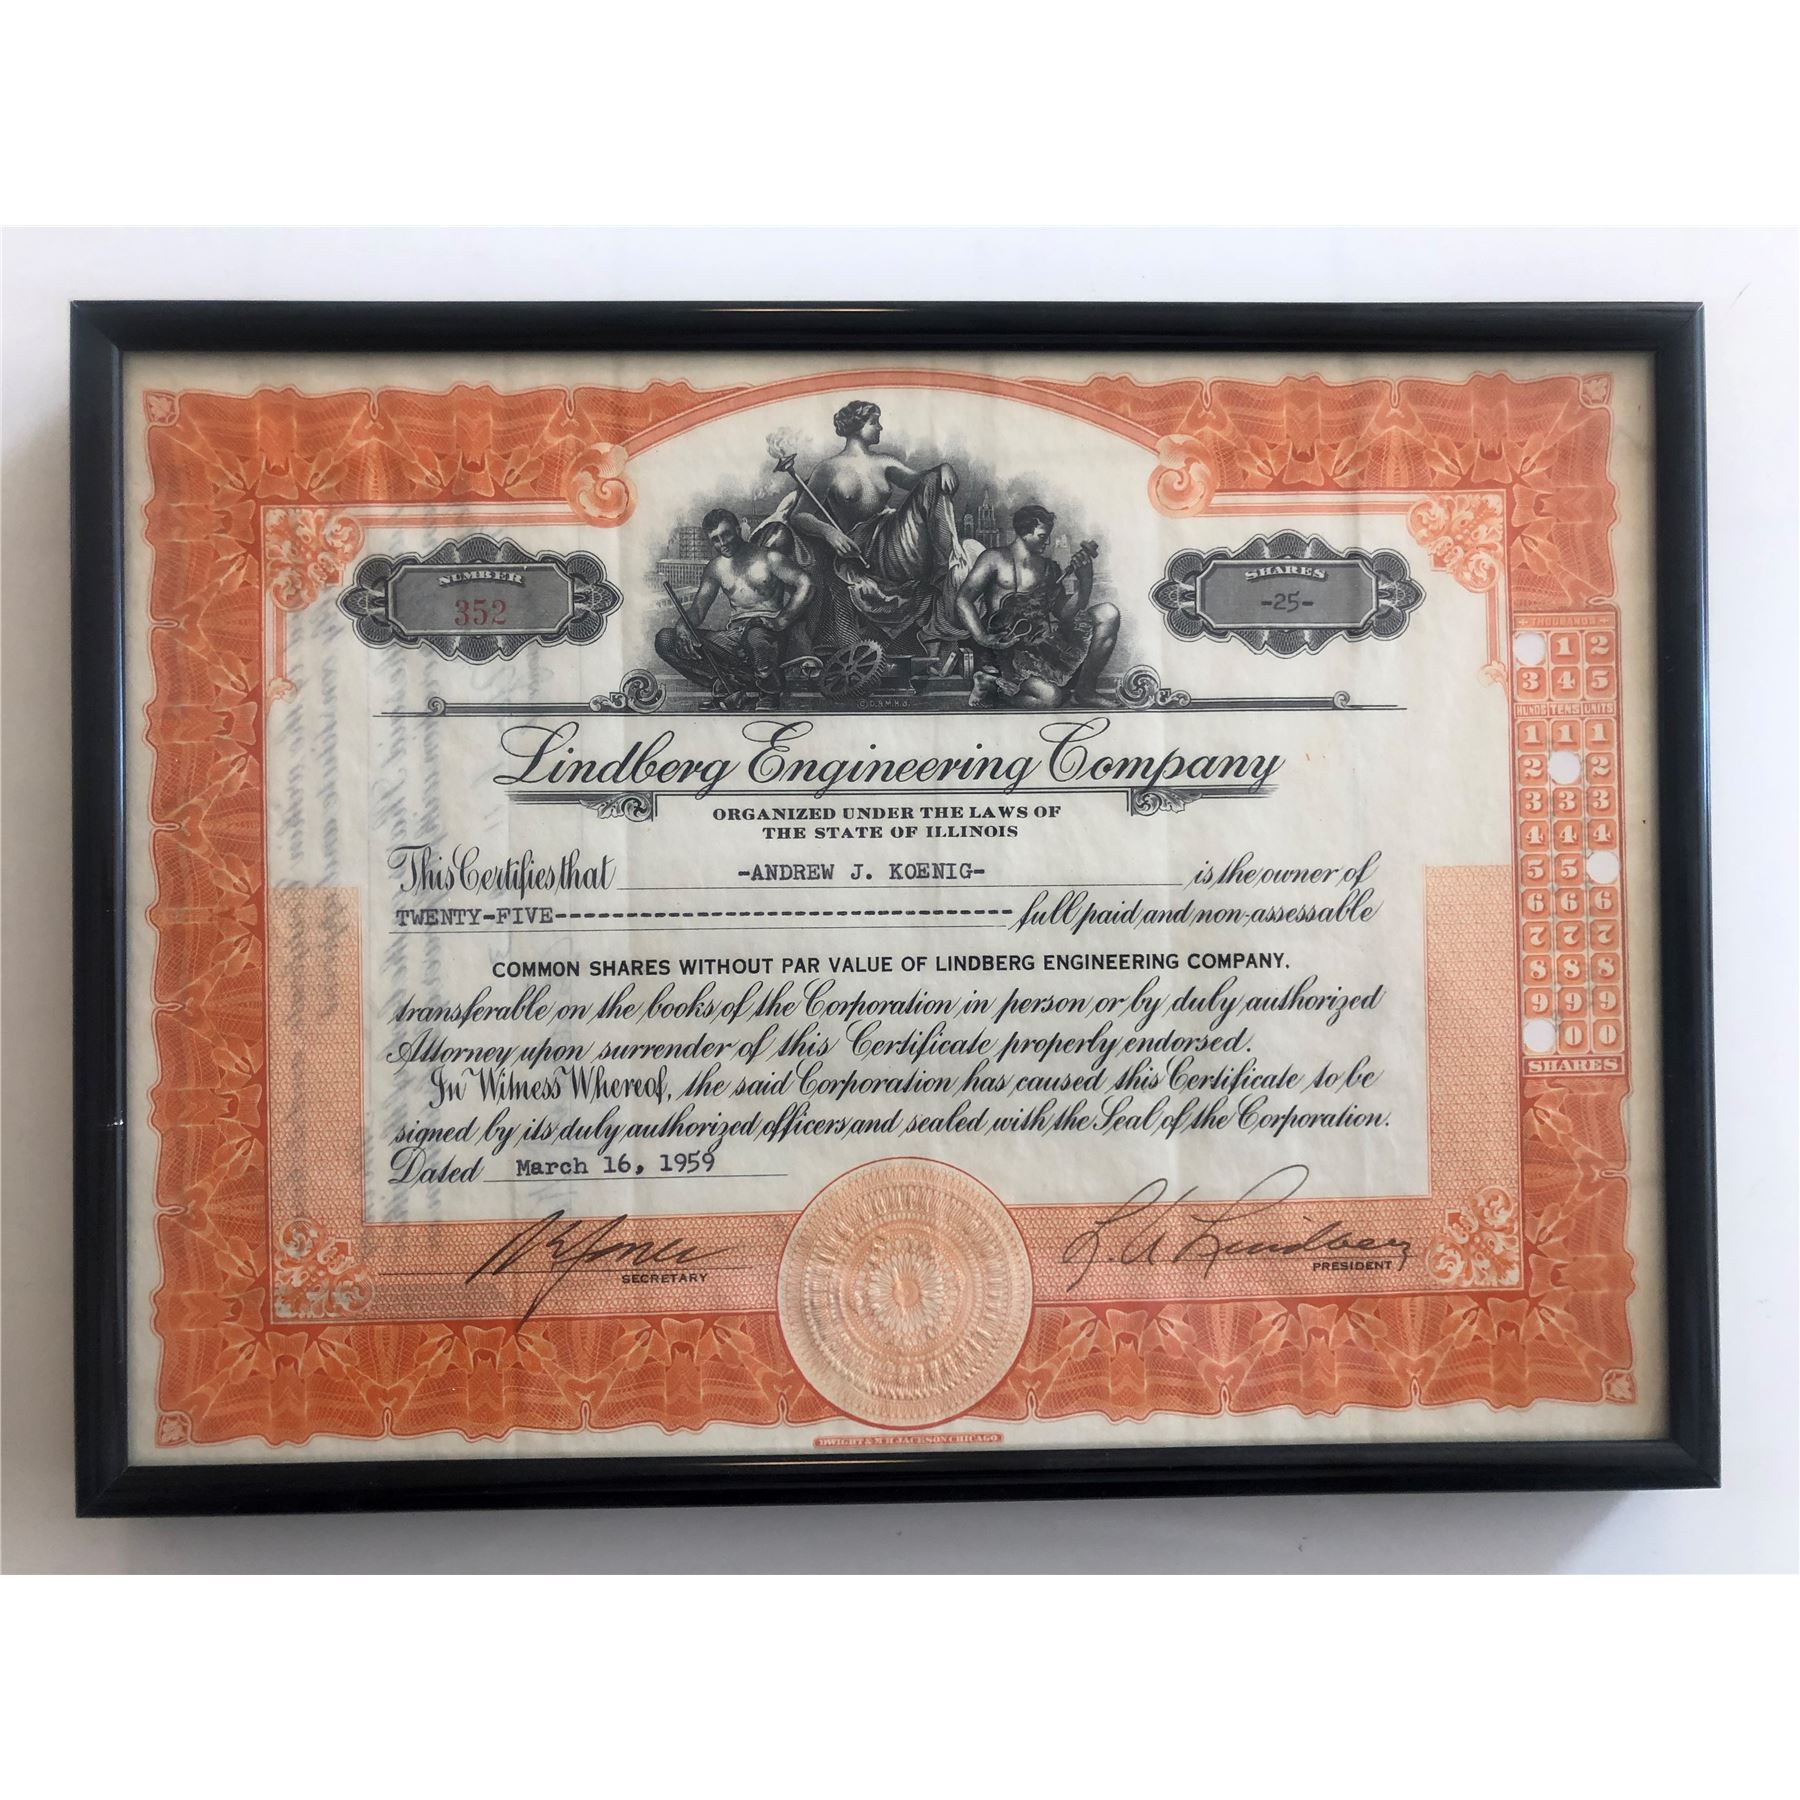 NUMBER
352
SHARES
-25-
© D. & M. H. J.
Lindberg Engineering Company
ORGANIZED UNDER THE LAWS OF
THE STATE OF ILLINOIS
This Certifies that -ANDREW J. KOENIG- is the owner of
TWENTY-FIVE-------------------------------- full paid and non-assessable
COMMON SHARES WITHOUT PAR VALUE OF LINDBERG ENGINEERING COMPANY.
transferable on the books of the Corporation in person or by duly authorized
Attorney upon surrender of this Certificate properly endorsed.
In Witness Whereof, the said Corporation has caused this Certificate to be
signed by its duly authorized officers and sealed with the Seal of the Corporation.
Dated March 16, 1959
SECRETARY
L. A. Lindberg
PRESIDENT
DWIGHT & M H JACKSON CHICAGO
THOUSANDS
1 2
3 4 5
HUNDS TENS UNITS
1 1 1
2 2
3 3 3
4 4 4
5 5
6 6 6
7 7 7
8 8 8
9 9 9
0 0
SHARES